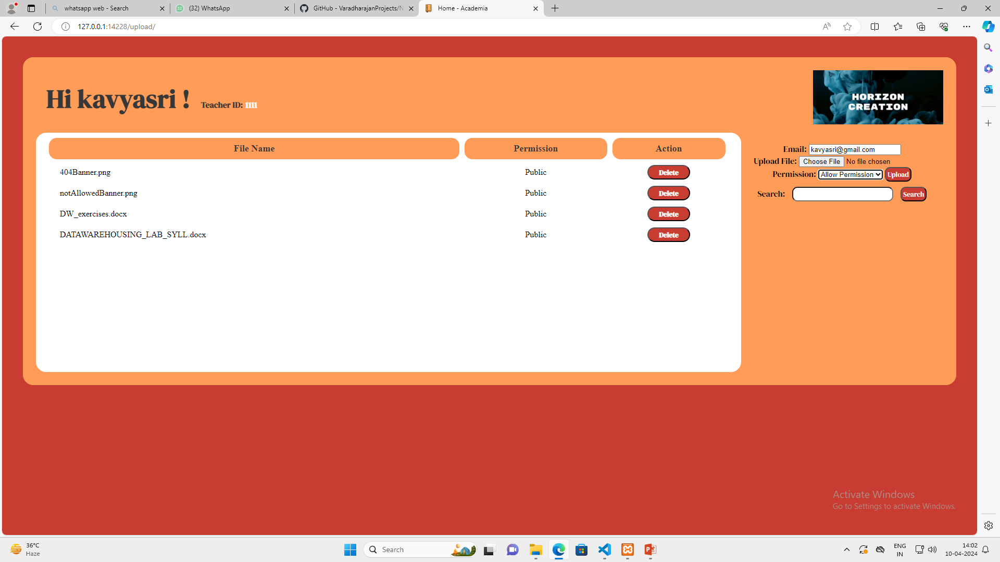 whatsapp web - Search
(32) WhatsApp
GitHub - VaradharajanProjects/N
Home - Academia
127.0.0.1:14228/upload/
Hi kavyasri !
Teacher ID: 1111
HORIZON
CREATION
File Name Permission Action
404Banner.png Public Delete
notAllowedBanner.png Public Delete
DW_exercises.docx Public Delete
DATAWAREHOUSING_LAB_SYLL.docx Public Delete
Email: kavyasri@gmail.com
Upload File: Choose File No file chosen
Permission: Allow Permission Upload
Search: Search
Activate Windows
Go to Settings to activate Windows.
36°C
Haze
Search
ENG
IN
14:02
10-04-2024